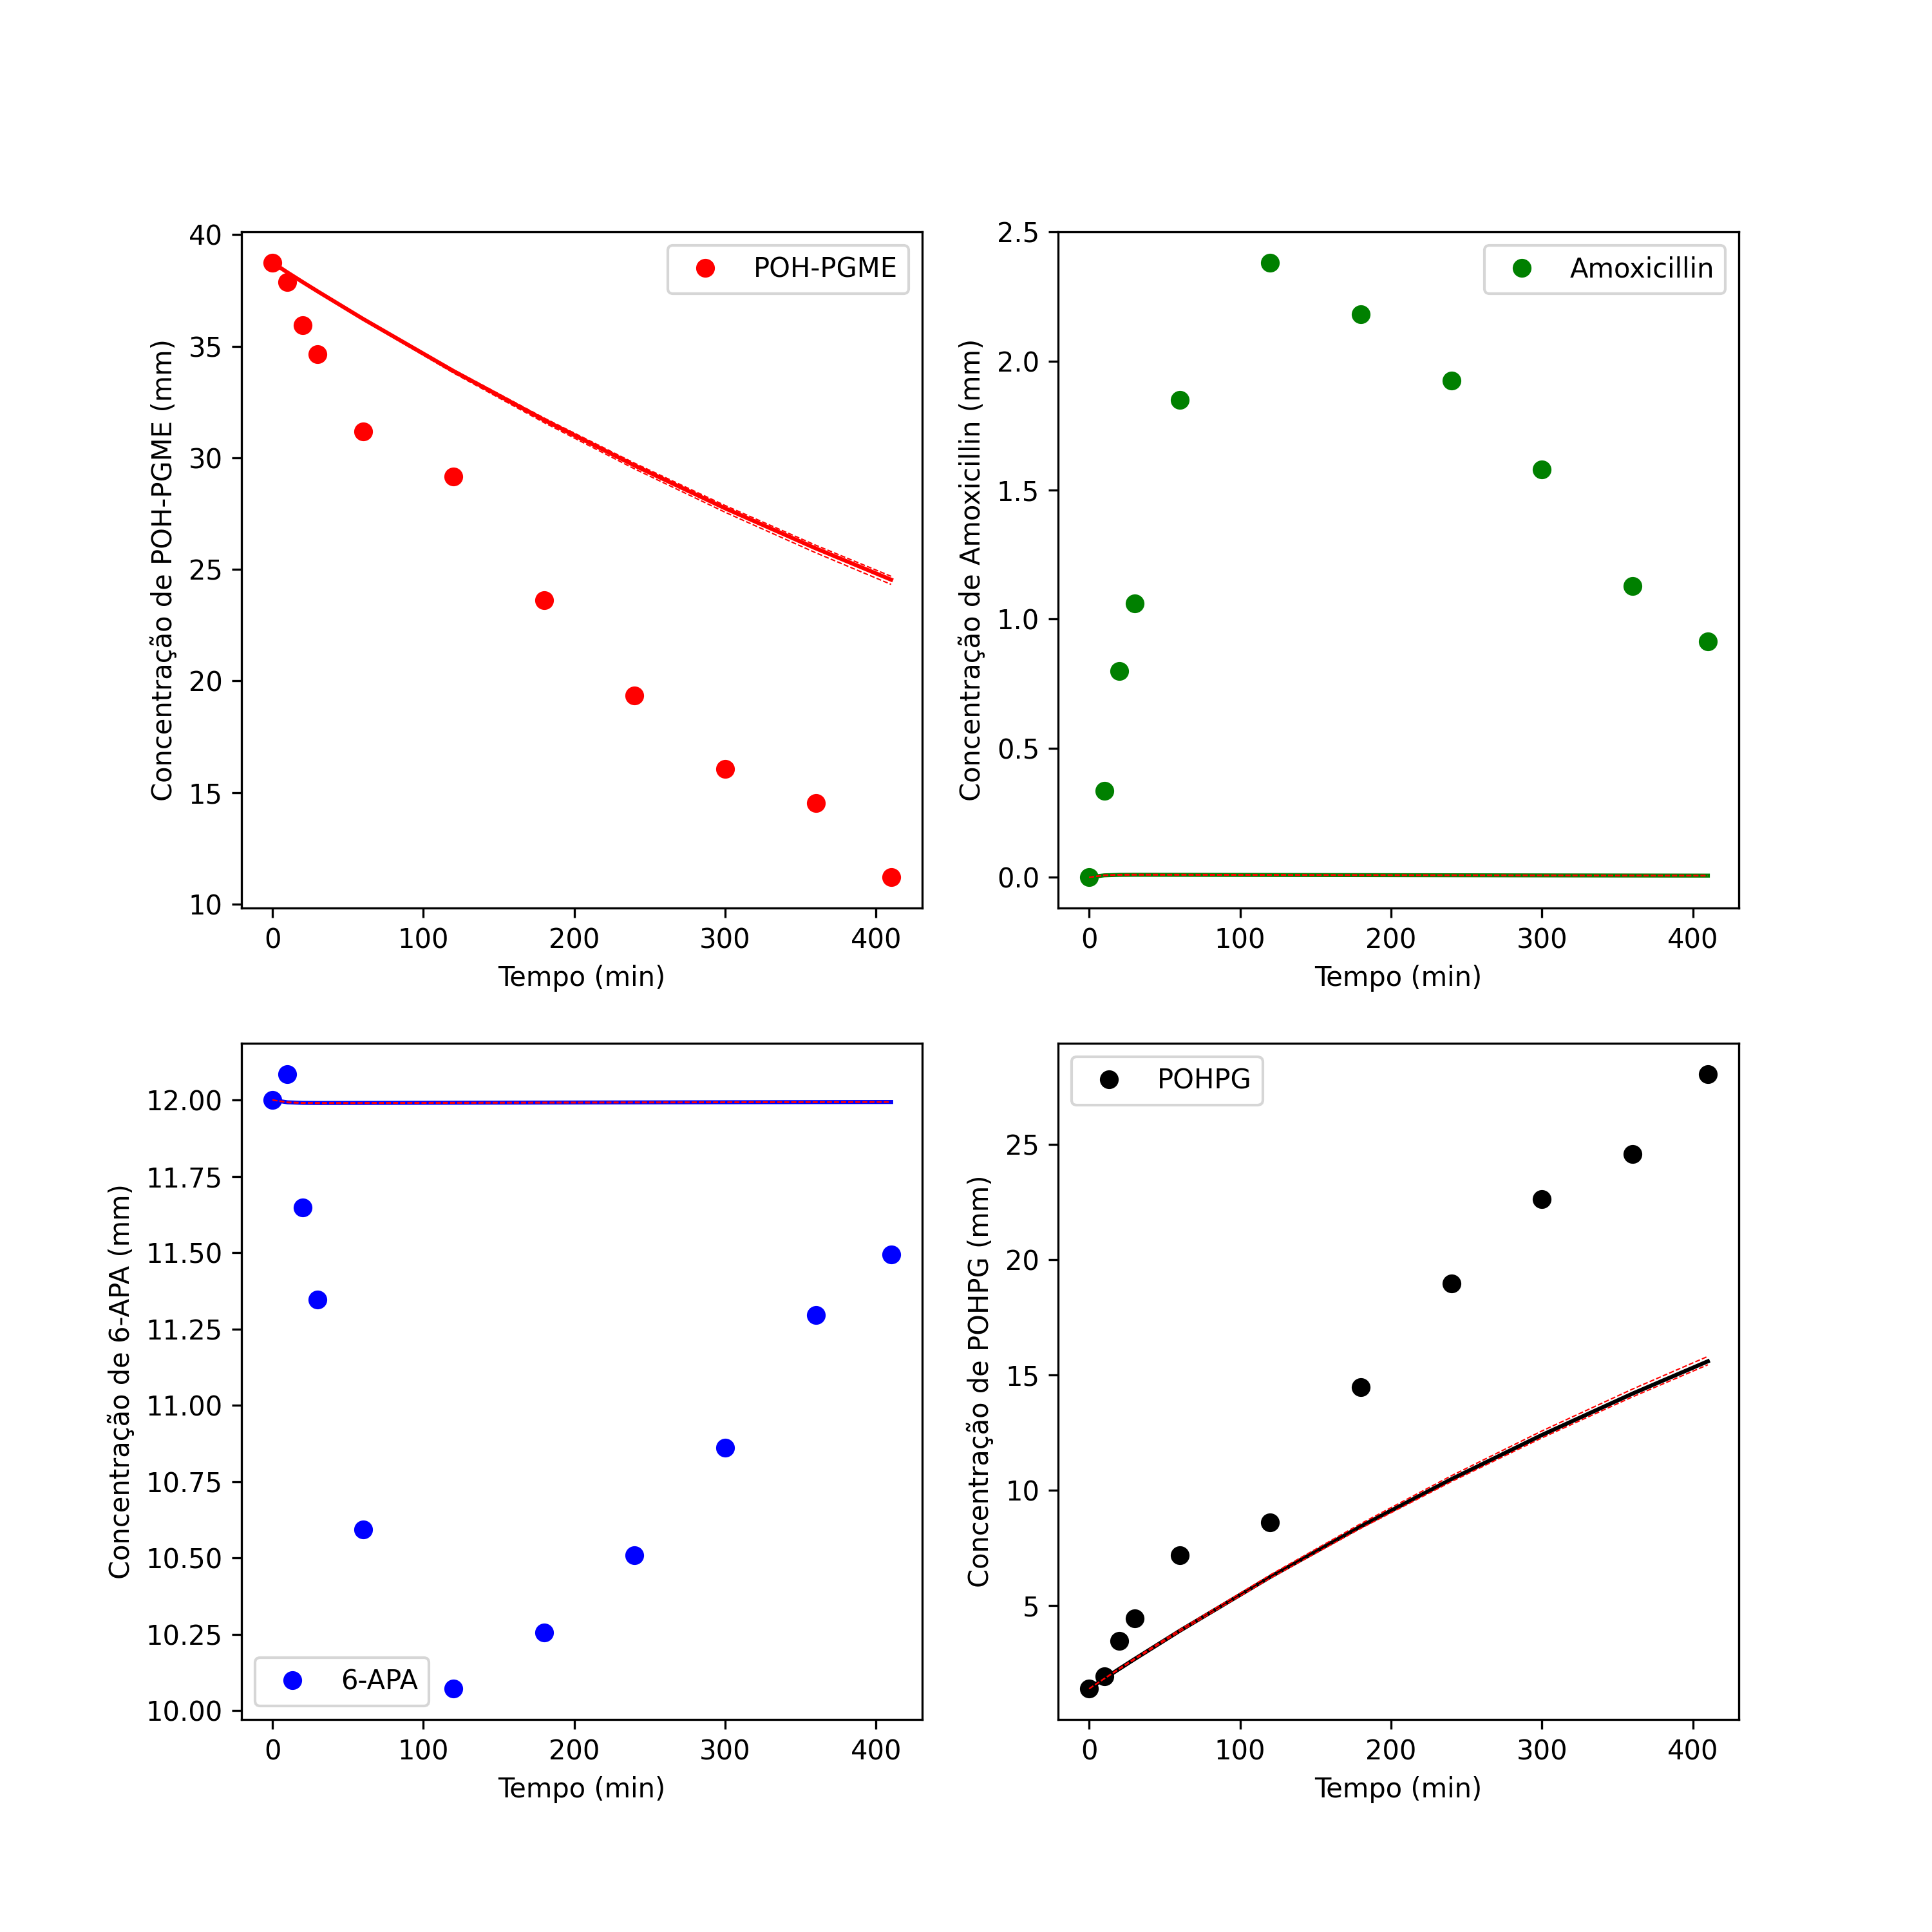 POH-PGME
Concentração de POH-PGME (mm)
40
35
30
25
20
15
10
0 100 200 300 400
Tempo (min)
Amoxicillin
Concentração de Amoxicillin (mm)
2.5
2.0
1.5
1.0
0.5
0.0
0 100 200 300 400
Tempo (min)
Concentração de 6-APA (mm)
12.00
11.75
11.50
11.25
11.00
10.75
10.50
10.25
10.00
6-APA
0 100 200 300 400
Tempo (min)
POHPG
Concentração de POHPG (mm)
25
20
15
10
5
0 100 200 300 400
Tempo (min)